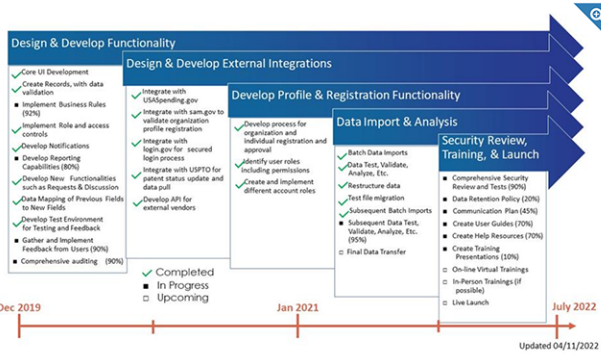 Design & Develop Functionality
Core UI Development
Create Records, with data
validation
Implement Business Rules
(92%)
Implement Role and access
controls
Develop Notifications
Develop Reporting
Capabilities (80%)
Develop New Functionalities
such as Requests & Discussion
Data Mapping of Previous Fields
to New Fields
Develop Test Environment
for Testing and Feedback
Gather and Implement
Feedback from Users (90%)
Comprehensive auditing (90%)
Design & Develop External Integrations
Integrate with
USASpending.gov
Integrate with sam.gov to
validate organization
profile registration
Integrate with
login.gov for secured
login process
Integrate with USPTO for
patent status update and
data pull
Develop API for
external vendors
Develop Profile & Registration Functionality
Develop process for
organization and
individual registration and
approval
Identify user roles
including permissions
Create and Implement
different account roles
Data Import & Analysis
Batch Data Imports
Data Test, Validate,
Analyze, Etc.
Restructure data
Test file migration
Subsequent Batch Imports
Subsequent Data Test,
Validate, Analyze, Etc.
(95%)
Final Data Transfer
Security Review,
Training, & Launch
Comprehensive Security
Review and Tests (90%)
Data Retention Policy (20%)
Communication Plan (45%)
Create User Guides (70%)
Create Help Resources (70%)
Create Training
Presentations (10%)
On-line Virtual Trainings
In-Person Trainings (if
possible)
Live Launch
Completed
In Progress
Upcoming
Dec 2019
Jan 2021
July 2022
Updated 04/11/2022